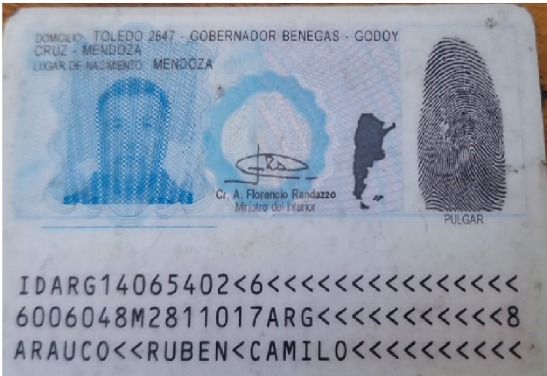 DOMICILIO: TOLEDO 2647 - GOBERNADOR BENEGAS - GODOY
CRUZ - MENDOZA
LUGAR DE NACIMIENTO: MENDOZA
Cr. A. Florencio Randazzo
Ministro del Interior
PULGAR
IDARG14065402<6<<<<<<<<<<<<<<<
6006048M2811017ARG<<<<<<<<<<<8
ARAUCO<<RUBEN<CAMILO<<<<<<<<<<